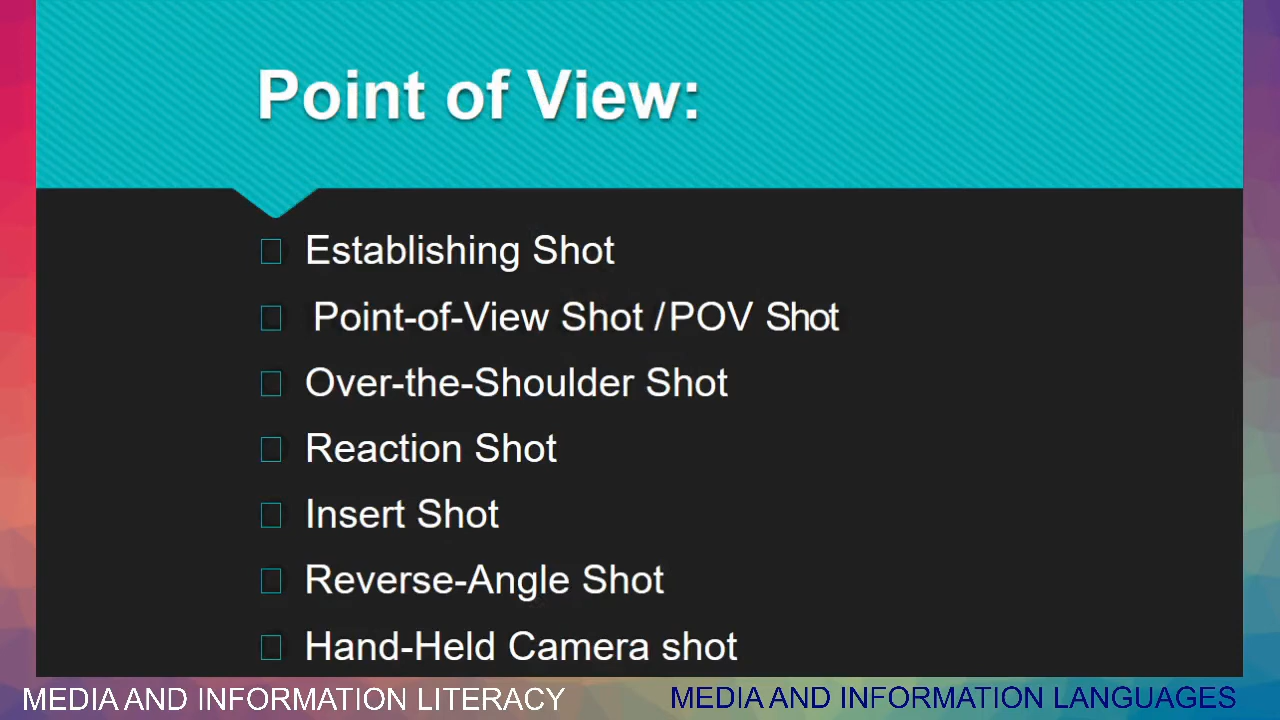 Point of View:
Establishing Shot
Point-of-View Shot /POV Shot
Over-the-Shoulder Shot
Reaction Shot
Insert Shot
Reverse-Angle Shot
Hand-Held Camera shot
MEDIA AND INFORMATION LITERACY
MEDIA AND INFORMATION LANGUAGES